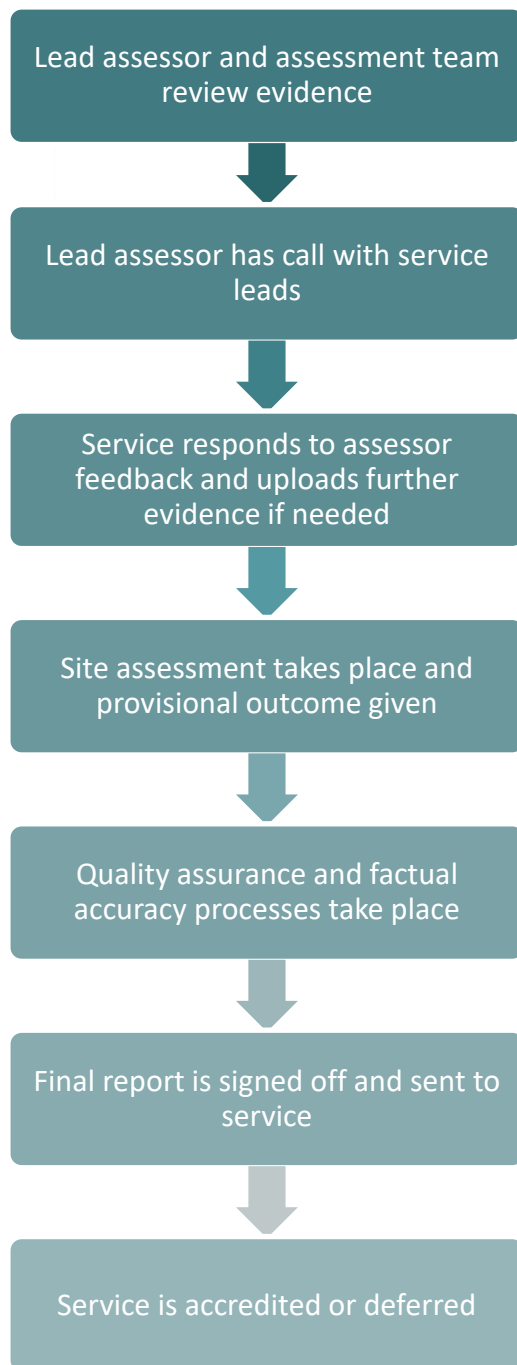 Lead assessor and assessment team
review evidence
Lead assessor has call with service
leads
Service responds to assessor
feedback and uploads further
evidence if needed
Site assessment takes place and
provisional outcome given
Quality assurance and factual
accuracy processes take place
Final report is signed off and sent to
service
Service is accredited or deferred